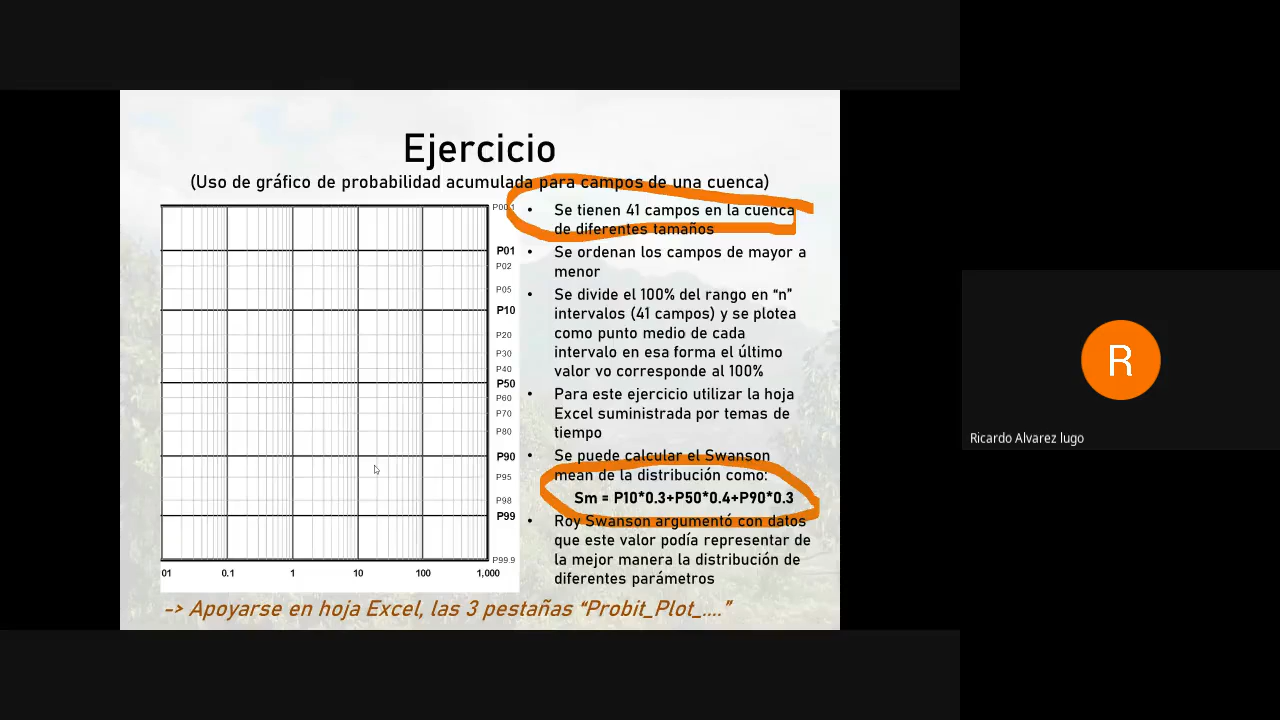 Ejercicio
(Uso de gráfico de probabilidad acumulada para campos de una cuenca)
P01
P02
P05
P10
P20
P30
P40
P50
P60
P70
P80
P90
P95
P98
P99
P99.9
01 0.1 1 10 100 1,000
• Se tienen 41 campos en la cuenca
de diferentes tamaños
• Se ordenan los campos de mayor a
menor
• Se divide el 100% del rango en “n”
intervalos (41 campos) y se plotea
como punto medio de cada
intervalo en esa forma el último
valor vo corresponde al 100%
• Para este ejercicio utilizar la hoja
Excel suministrada por temas de
tiempo
• Se puede calcular el Swanson
mean de la distribución como:
Sm = P10*0.3+P50*0.4+P90*0.3
• Roy Swanson argumentó con datos
que este valor podía representar de
la mejor manera la distribución de
diferentes parámetros
-> Apoyarse en hoja Excel, las 3 pestañas “Probit_Plot_....”
R
Ricardo Alvarez lugo